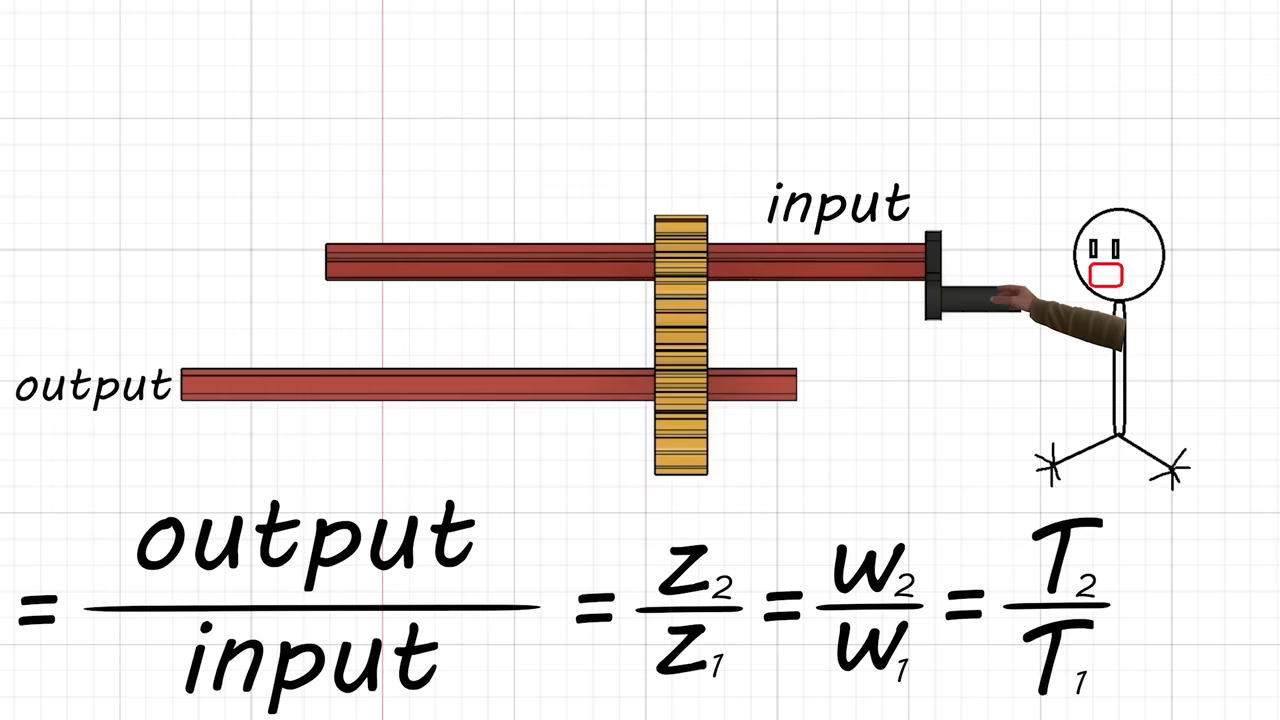 input
output
= output / input = z₂ / z₁ = w₂ / w₁ = T₂ / T₁